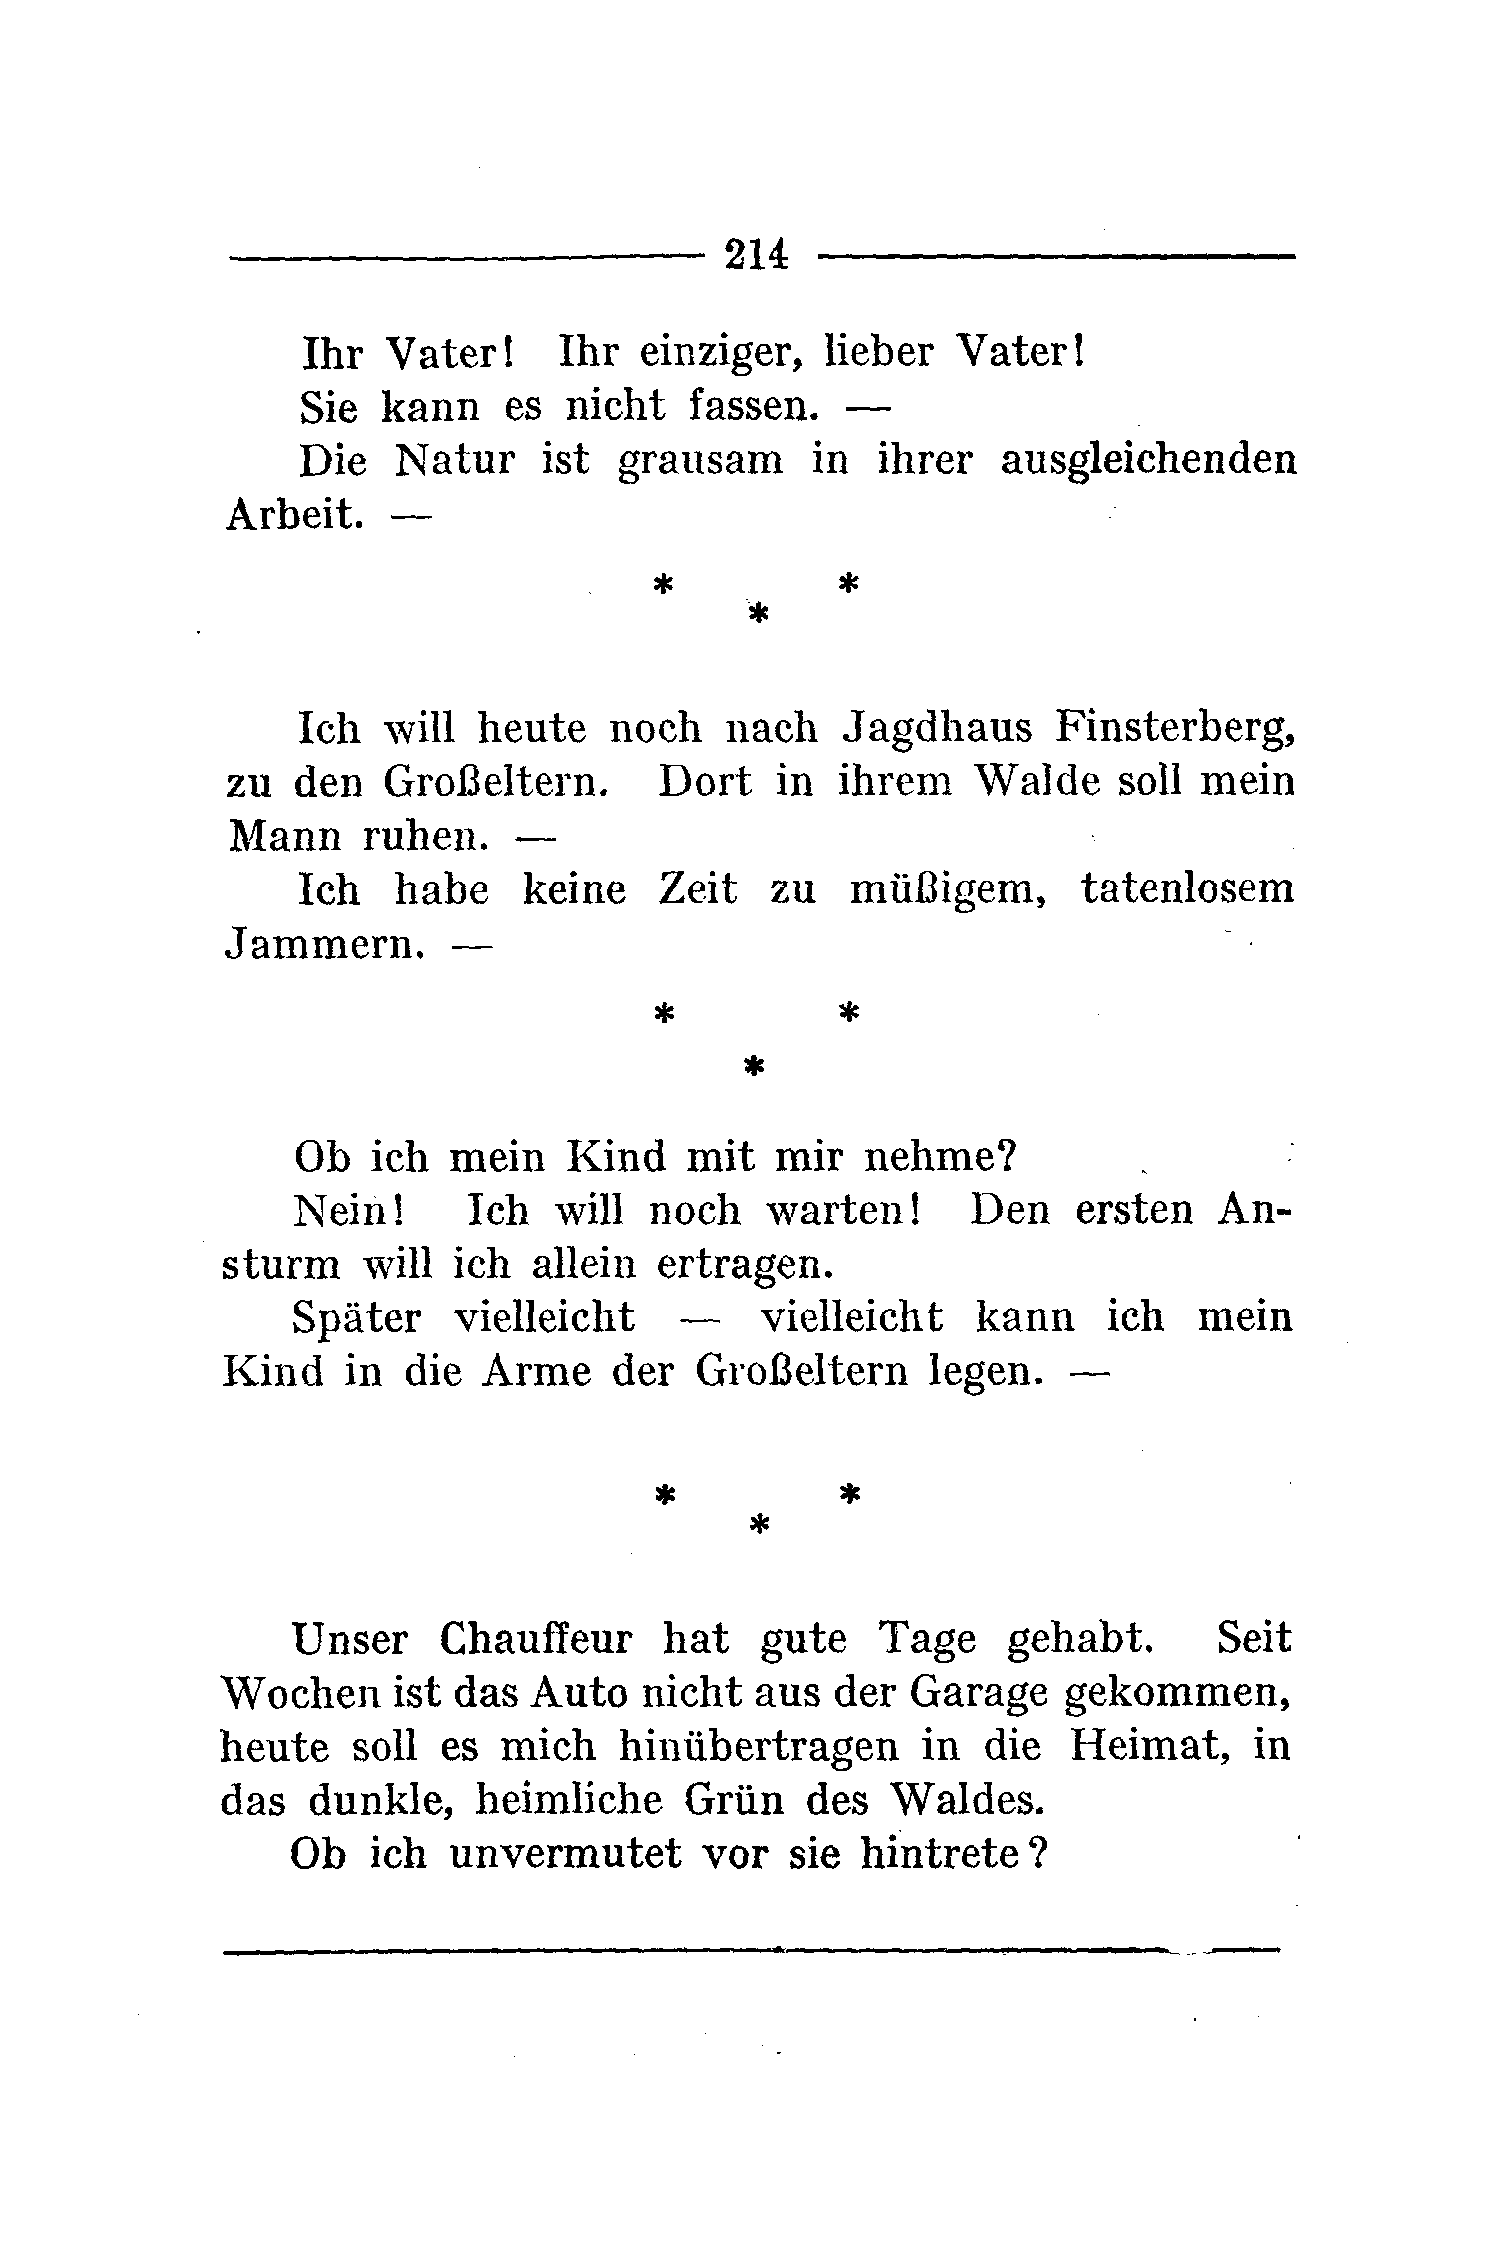 214
Ihr Vater! Ihr einziger, lieber Vater!
Sie kann es nicht fassen. —
Die Natur ist grausam in ihrer ausgleichenden
Arbeit. —
* *
*
Ich will heute noch nach Jagdhaus Finsterberg,
zu den Großeltern. Dort in ihrem Walde soll mein
Mann ruhen. —
Ich habe keine Zeit zu müßigem, tatenlosem
Jammern. —
* *
*
Ob ich mein Kind mit mir nehme?
Nein! Ich will noch warten! Den ersten An-
sturm will ich allein ertragen.
Später vielleicht — vielleicht kann ich mein
Kind in die Arme der Großeltern legen. —
* *
*
Unser Chauffeur hat gute Tage gehabt. Seit
Wochen ist das Auto nicht aus der Garage gekommen,
heute soll es mich hinübertragen in die Heimat, in
das dunkle, heimliche Grün des Waldes.
Ob ich unvermutet vor sie hintrete?